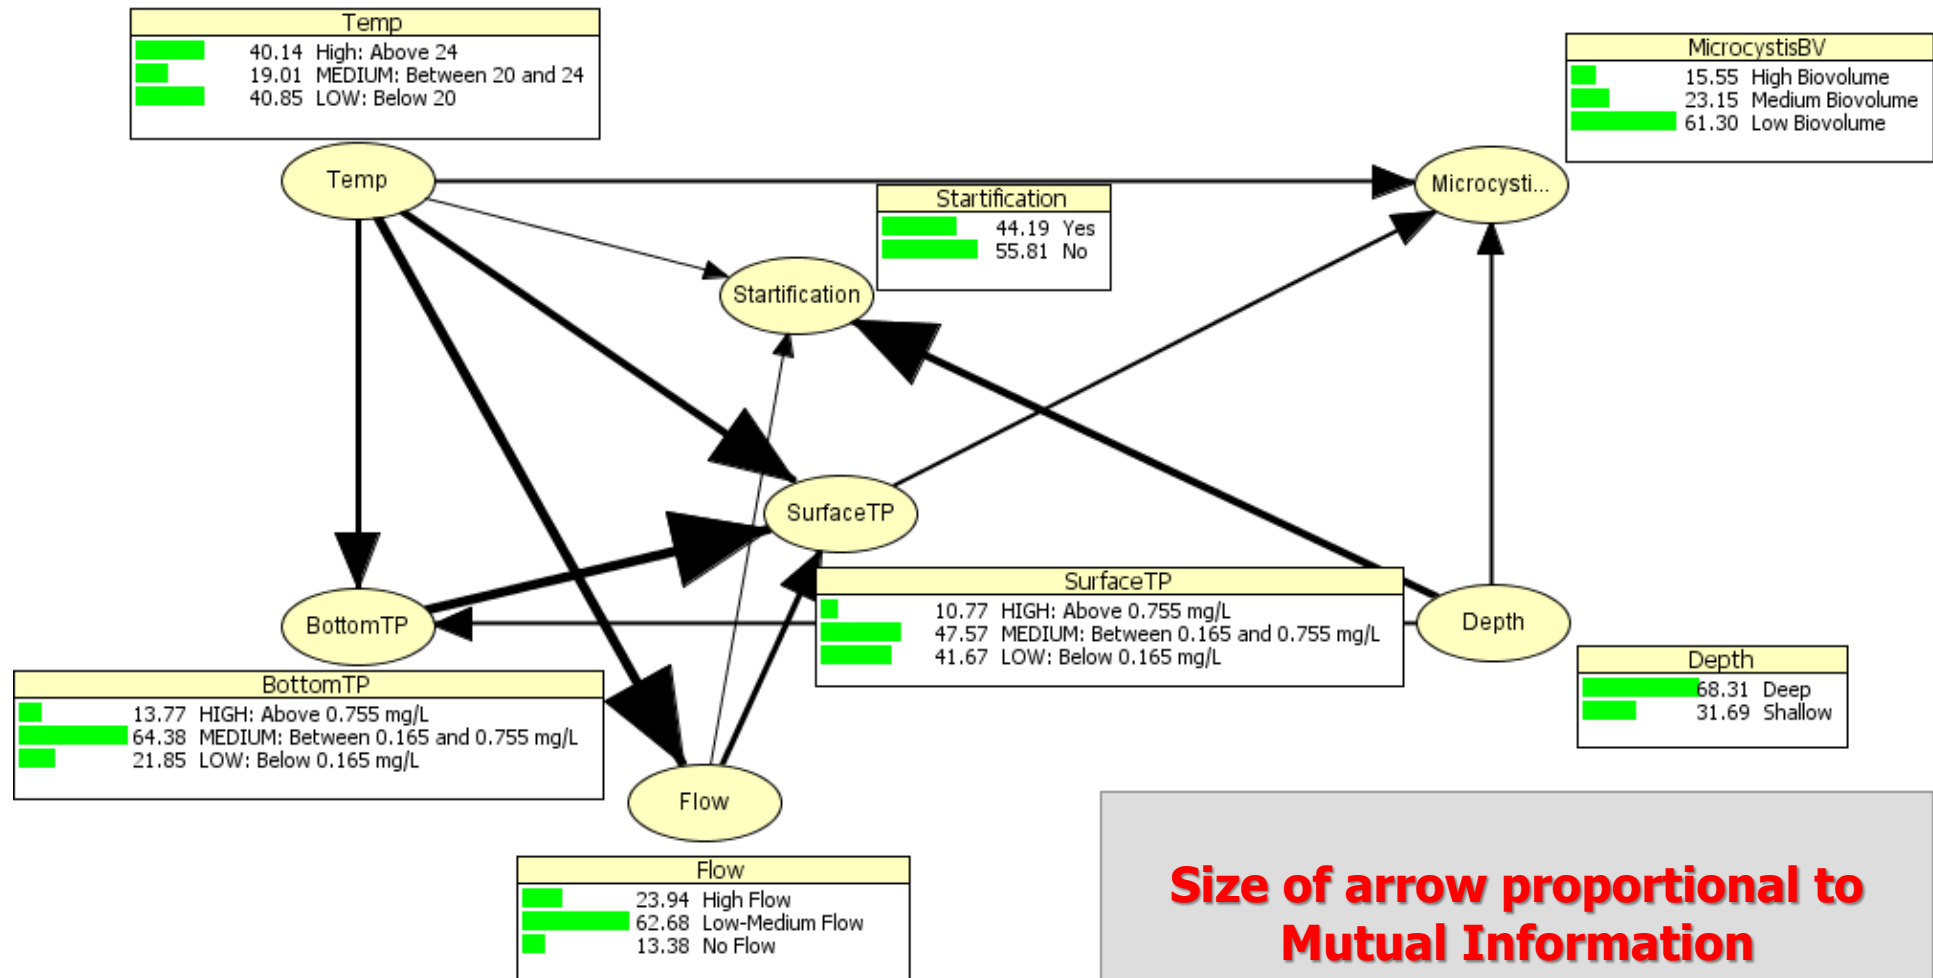 Temp
40.14 High: Above 24
19.01 MEDIUM: Between 20 and 24
40.85 LOW: Below 20
MicrocystisBV
15.55 High Biovolume
23.15 Medium Biovolume
61.30 Low Biovolume
Temp
Microcysti...
Startification
44.19 Yes
55.81 No
Startification
SurfaceTP
SurfaceTP
10.77 HIGH: Above 0.755 mg/L
47.57 MEDIUM: Between 0.165 and 0.755 mg/L
41.67 LOW: Below 0.165 mg/L
BottomTP
Depth
Depth
68.31 Deep
31.69 Shallow
BottomTP
13.77 HIGH: Above 0.755 mg/L
64.38 MEDIUM: Between 0.165 and 0.755 mg/L
21.85 LOW: Below 0.165 mg/L
Flow
Flow
23.94 High Flow
62.68 Low-Medium Flow
13.38 No Flow
Size of arrow proportional to
Mutual Information